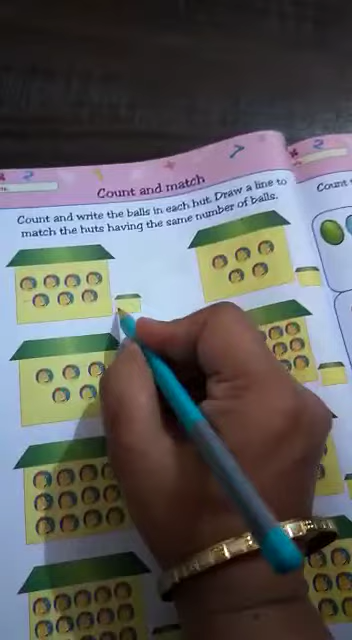 Count and match
Count and write the balls in each hut. Draw a line to
match the huts having the same number of balls.
Count